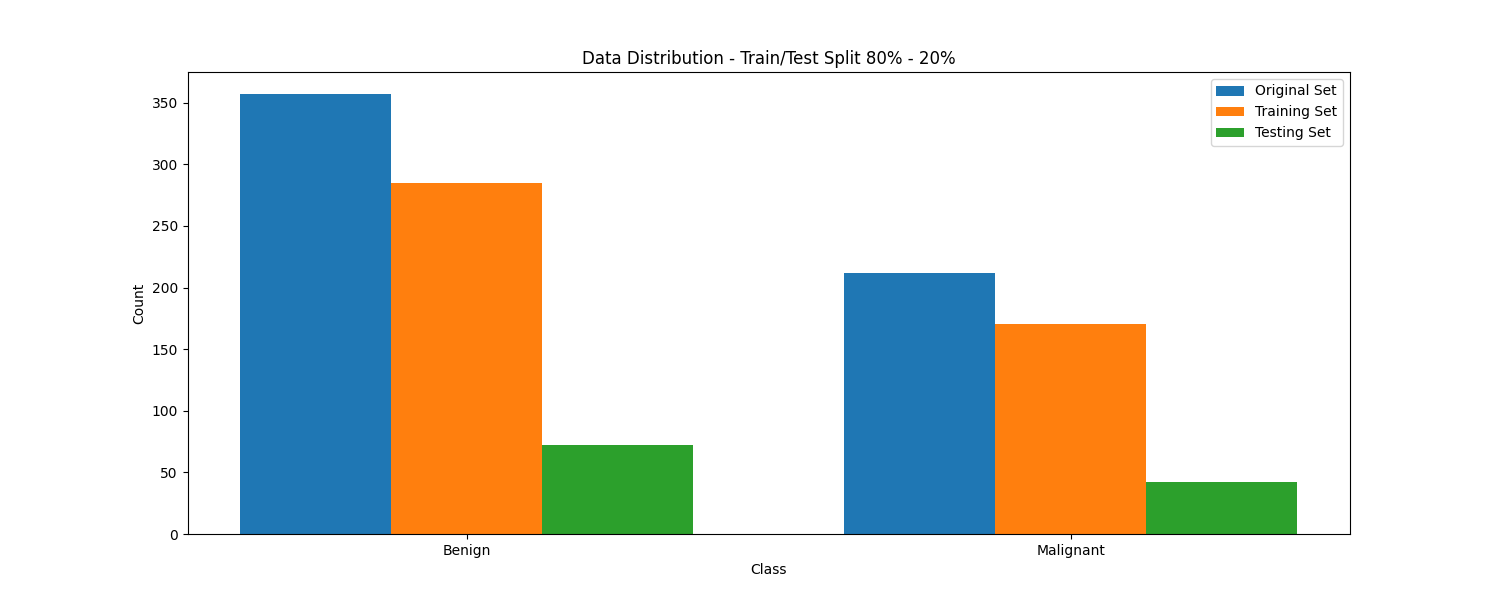 Data Distribution - Train/Test Split 80% - 20%
Original Set
Training Set
Testing Set
350
300
250
200
150
100
50
0
Count
Benign
Malignant
Class